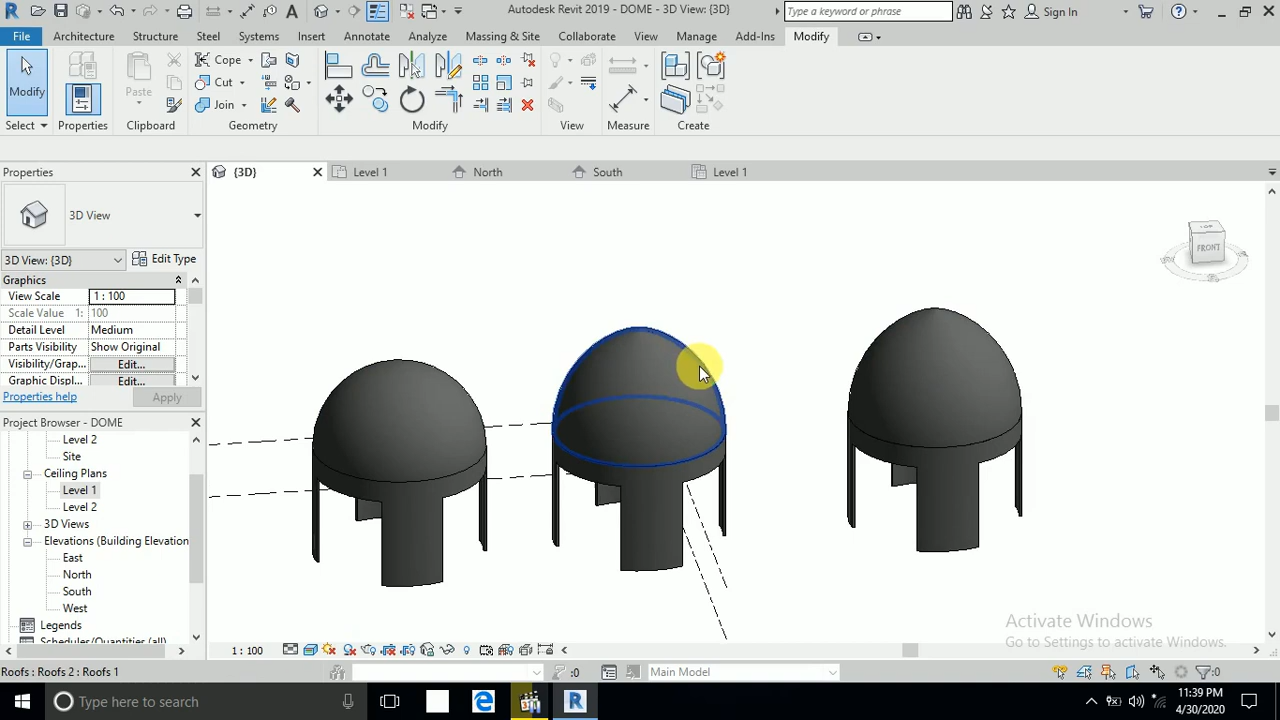 Autodesk Revit 2019 - DOME - 3D View: {3D}
Type a keyword or phrase
Sign In
File Architecture Structure Steel Systems Insert Annotate Analyze Massing & Site Collaborate View Manage Add-Ins Modify
Modify
Paste
Cope
Cut
Join
Select Properties Clipboard Geometry Modify View Measure Create
Properties
{3D} Level 1 North South Level 1
3D View
3D View: {3D} Edit Type
Graphics
View Scale 1 : 100
Scale Value 1: 100
Detail Level Medium
Parts Visibility Show Original
Visibility/Grap... Edit...
Graphic Displ... Edit...
Properties help Apply
Project Browser - DOME
Level 2
Site
Ceiling Plans
Level 1
Level 2
3D Views
Elevations (Building Elevation
East
North
South
West
Legends
Schedules/Quantities (all)
TOP
FRONT
Activate Windows
Go to Settings to activate Windows.
1 : 100
Roofs : Roofs 2 : Roofs 1
:0
Main Model
:0
Type here to search
11:39 PM
4/30/2020